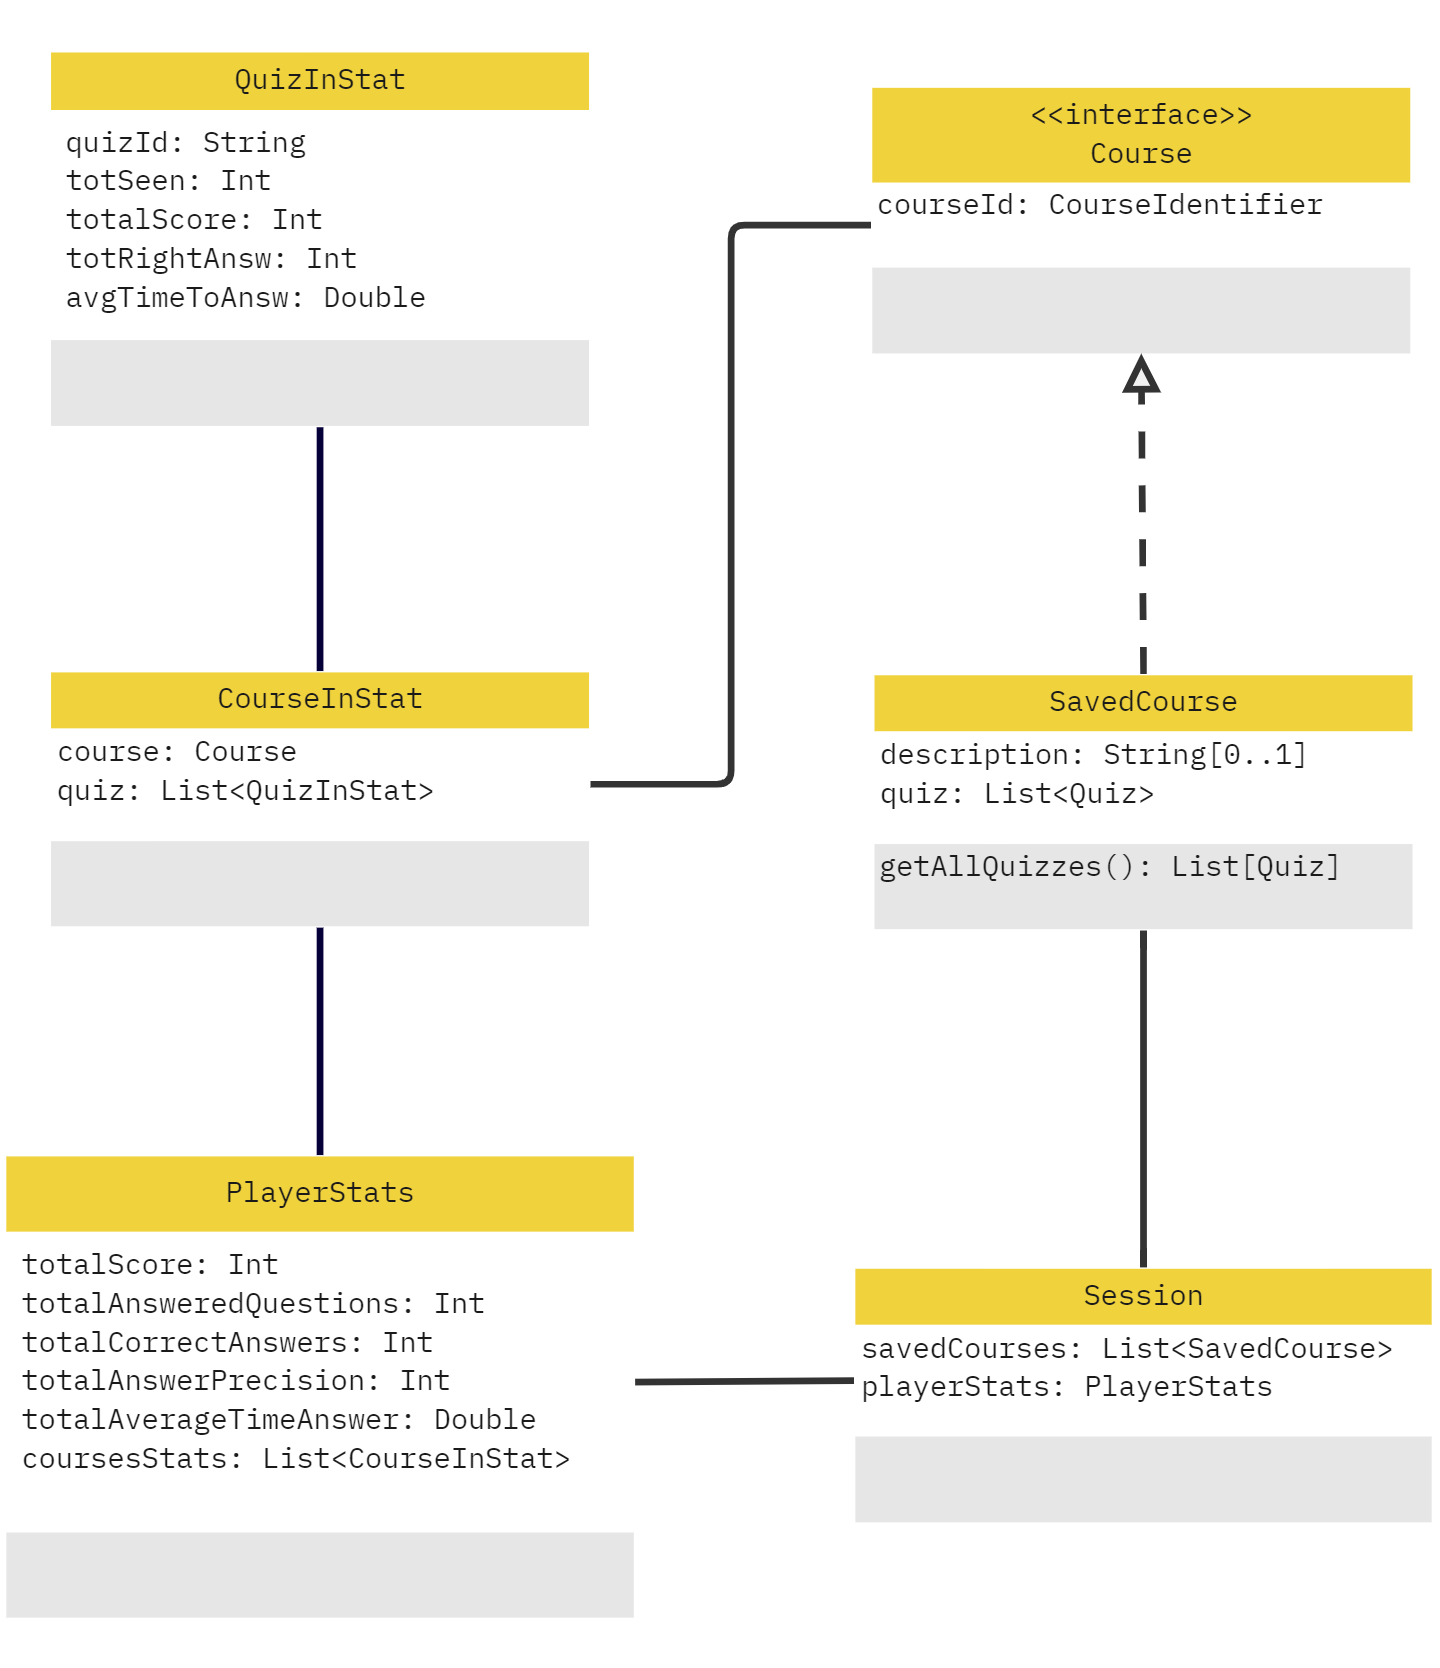 QuizInStat
quizId: String
totSeen: Int
totalScore: Int
totRightAnsw: Int
avgTimeToAnsw: Double
<<interface>>
Course
courseId: CourseIdentifier
CourseInStat
course: Course
quiz: List<QuizInStat>
SavedCourse
description: String[0..1]
quiz: List<Quiz>
getAllQuizzes(): List[Quiz]
PlayerStats
totalScore: Int
totalAnsweredQuestions: Int
totalCorrectAnswers: Int
totalAnswerPrecision: Int
totalAverageTimeAnswer: Double
coursesStats: List<CourseInStat>
Session
savedCourses: List<SavedCourse>
playerStats: PlayerStats